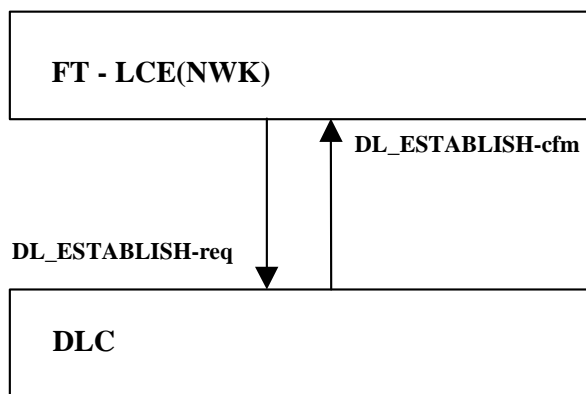 FT - LCE(NWK)
DL_ESTABLISH-cfm
DL_ESTABLISH-req
DLC